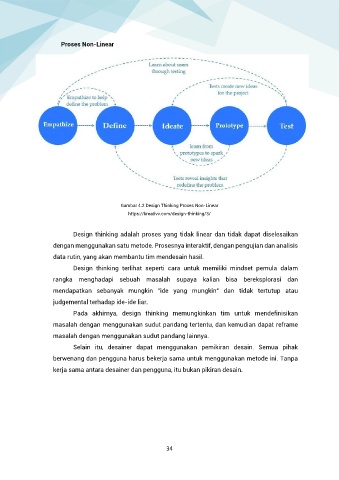 Proses Non-Linear
Learn about users
through testing
Tests create new ideas
for the project
Empathize to help
define the problem
Empathize
Define
Ideate
Prototype
Test
learn from
prototypes to spark
new ideas
Tests reveal insights that
redefine the problem
Gambar 4.2 Design Thinking Proses Non-Linear
https://kreativv.com/design-thinking/3/
Design thinking adalah proses yang tidak linear dan tidak dapat diselesaikan
dengan menggunakan satu metode. Prosesnya interaktif, dengan pengujian dan analisis
data rutin, yang akan membantu tim mendesain hasil.
Design thinking terlihat seperti cara untuk memiliki mindset pemula dalam
rangka menghadapi sebuah masalah supaya kalian bisa bereksplorasi dan
mendapatkan sebanyak mungkin "ide yang mungkin" dan tidak tertutup atau
judgemental terhadap ide-ide liar.
Pada akhirnya, design thinking memungkinkan tim untuk mendefinisikan
masalah dengan menggunakan sudut pandang tertentu, dan kemudian dapat reframe
masalah dengan menggunakan sudut pandang lainnya.
Selain itu, desainer dapat menggunakan pemikiran desain. Semua pihak
berwenang dan pengguna harus bekerja sama untuk menggunakan metode ini. Tanpa
kerja sama antara desainer dan pengguna, itu bukan pikiran desain.
34